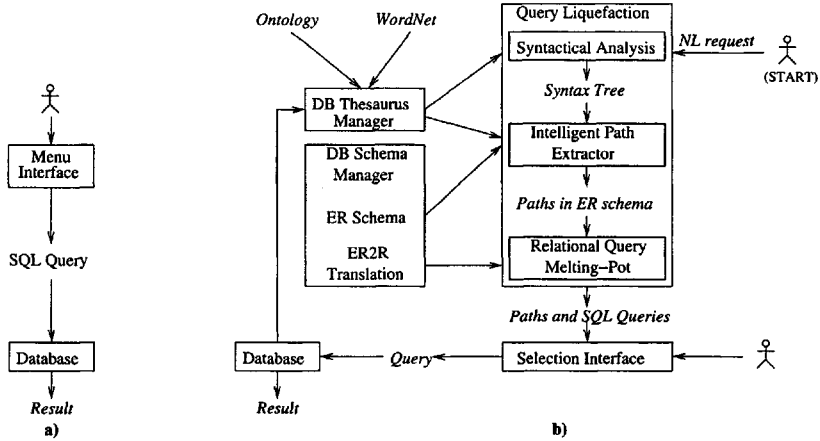 Menu
Interface
SQL Query
Database
Result
a)
Ontology
WordNet
DB Thesaurus
Manager
DB Schema
Manager
ER Schema
ER2R
Translation
Query Liquefaction
Syntactical Analysis
NL request
(START)
Syntax Tree
Intelligent Path
Extractor
Paths in ER schema
Relational Query
Melting-Pot
Paths and SQL Queries
Database
Query
Selection Interface
Result
b)